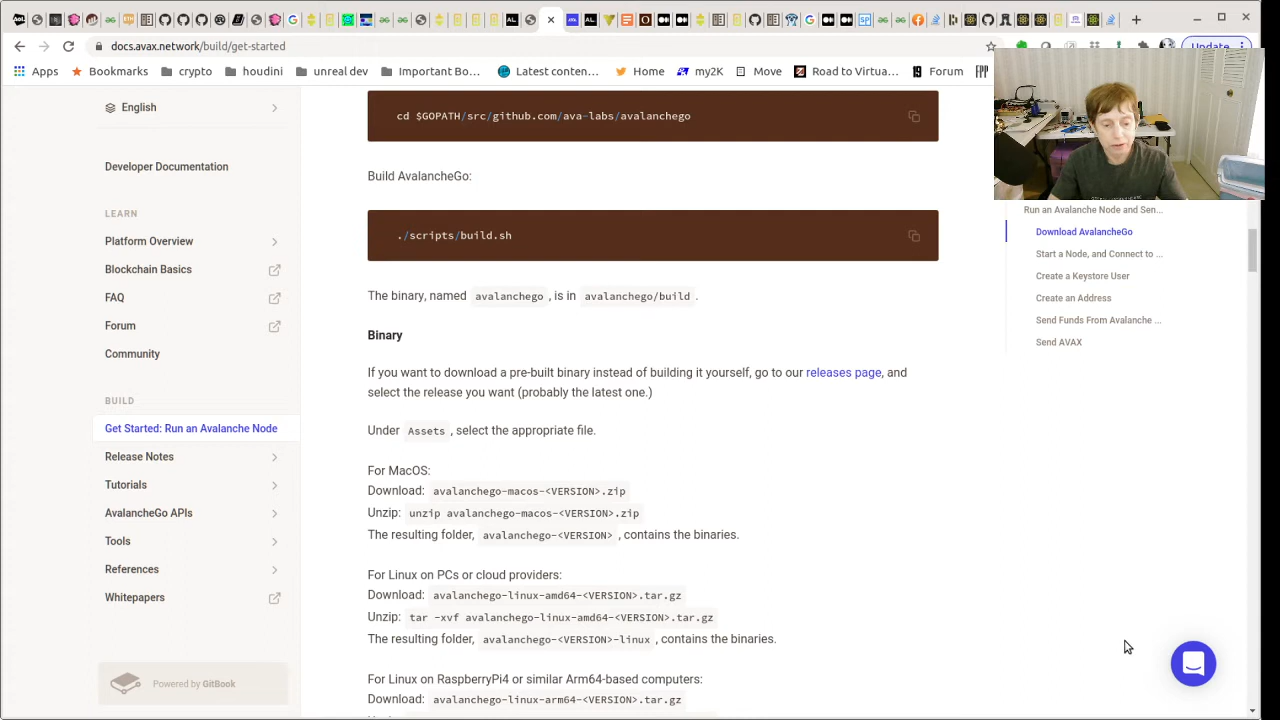 docs.avax.network/build/get-started
Update
Apps
Bookmarks
crypto
houdini
unreal dev
Important Bo...
Latest conten...
Home
my2K
Move
Road to Virtua...
Forum
English
Developer Documentation
LEARN
Platform Overview
Blockchain Basics
FAQ
Forum
Community
BUILD
Get Started: Run an Avalanche Node
Release Notes
Tutorials
AvalancheGo APIs
Tools
References
Whitepapers
Powered by GitBook
cd $GOPATH/src/github.com/ava-labs/avalanchego
Build AvalancheGo:
./scripts/build.sh
The binary, named avalanchego , is in avalanchego/build .
Binary
If you want to download a pre-built binary instead of building it yourself, go to our releases page, and
select the release you want (probably the latest one.)
Under Assets , select the appropriate file.
For MacOS:
Download: avalanchego-macos-<VERSION>.zip
Unzip: unzip avalanchego-macos-<VERSION>.zip
The resulting folder, avalanchego-<VERSION> , contains the binaries.
For Linux on PCs or cloud providers:
Download: avalanchego-linux-amd64-<VERSION>.tar.gz
Unzip: tar -xvf avalanchego-linux-amd64-<VERSION>.tar.gz
The resulting folder, avalanchego-<VERSION>-linux , contains the binaries.
For Linux on RaspberryPi4 or similar Arm64-based computers:
Download: avalanchego-linux-arm64-<VERSION>.tar.gz
Run an Avalanche Node and Sen...
Download AvalancheGo
Start a Node, and Connect to ...
Create a Keystore User
Create an Address
Send Funds From Avalanche ...
Send AVAX